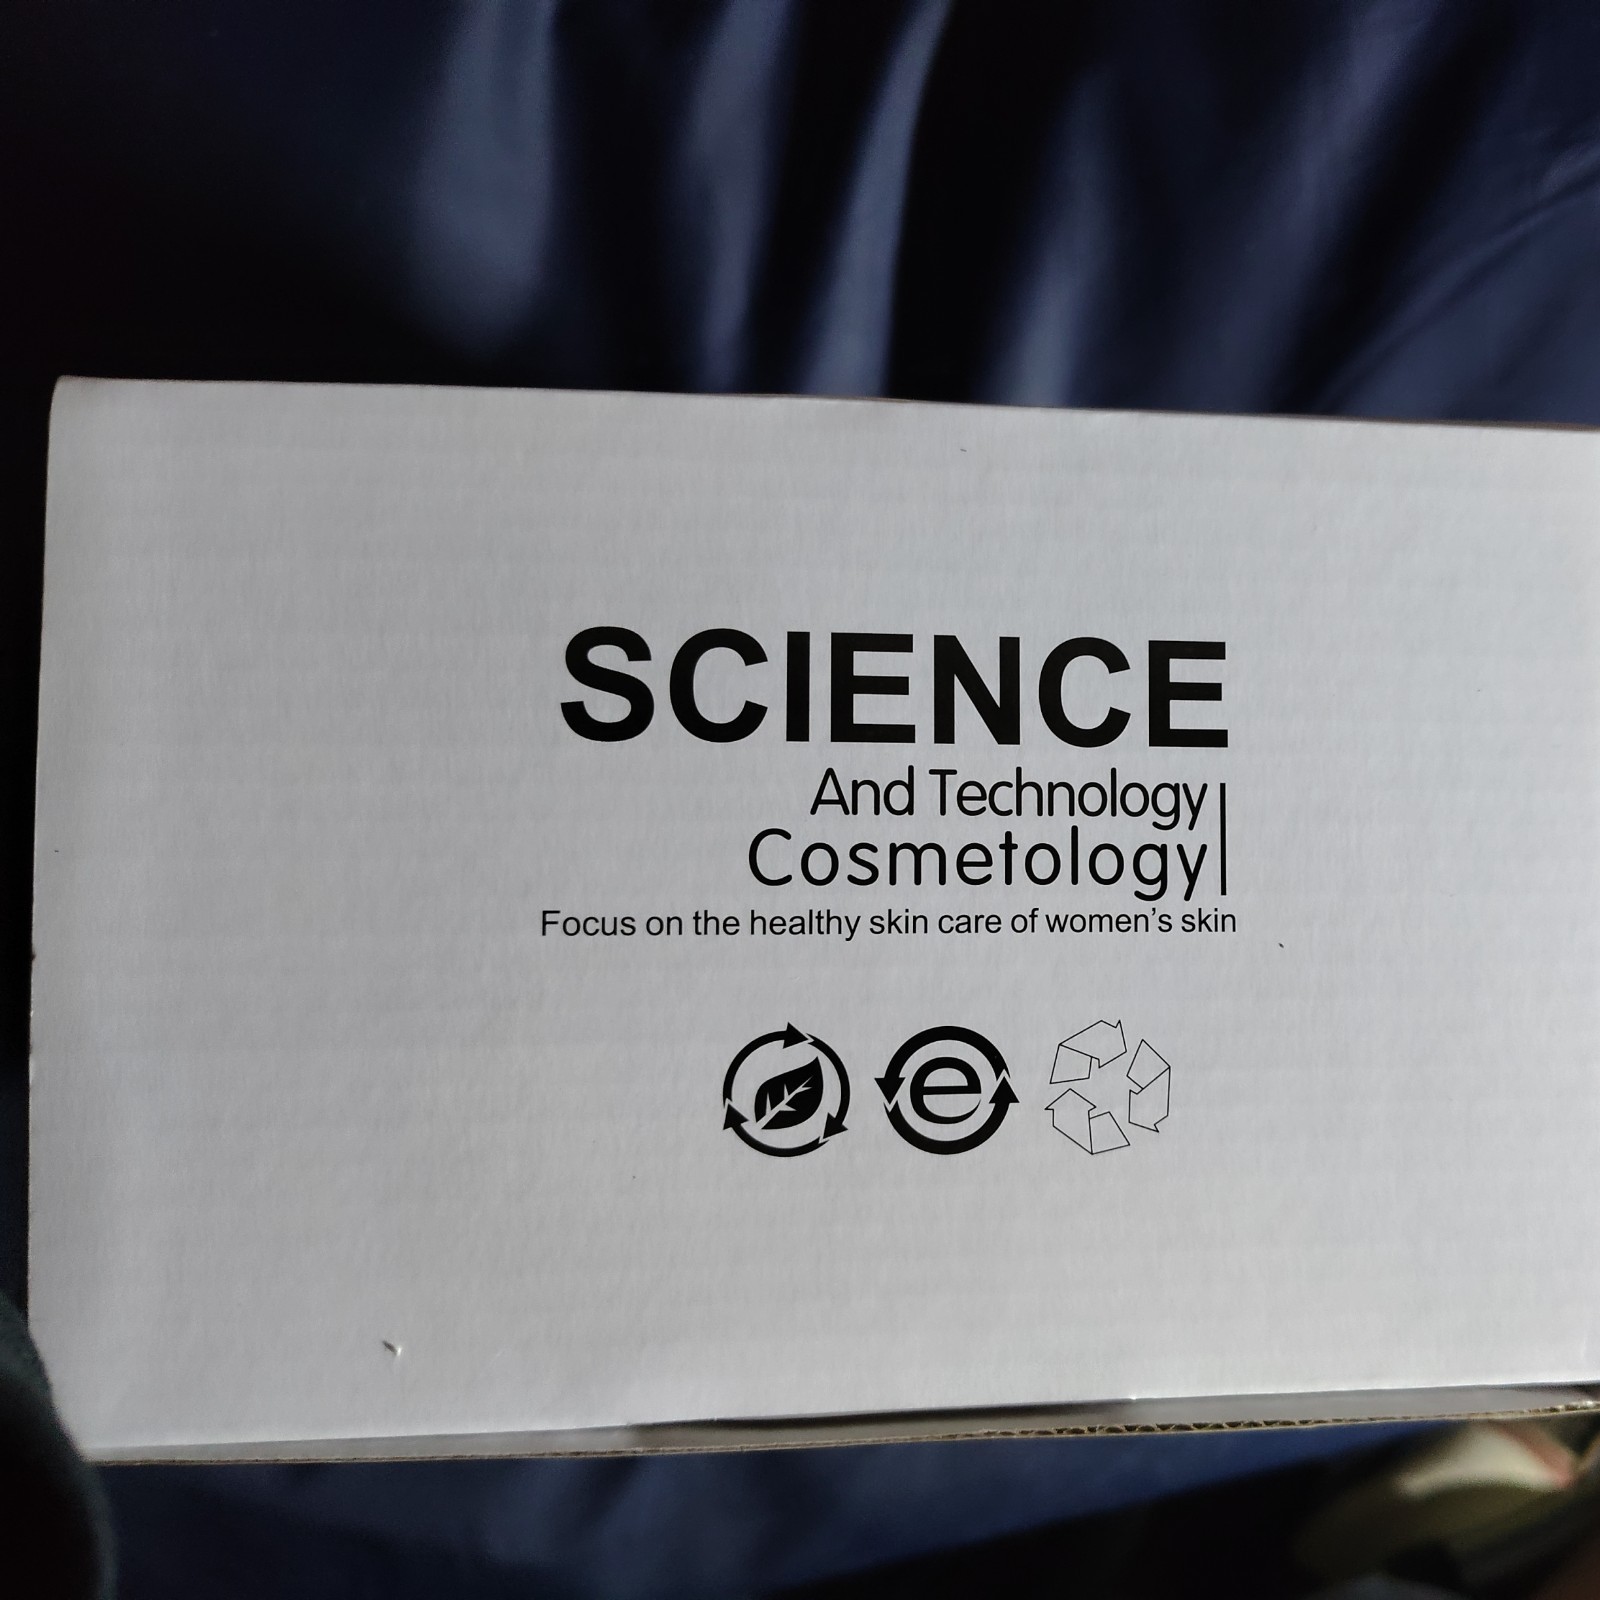 SCIENCE
And Technology
Cosmetology
Focus on the healthy skin care of women’s skin
e